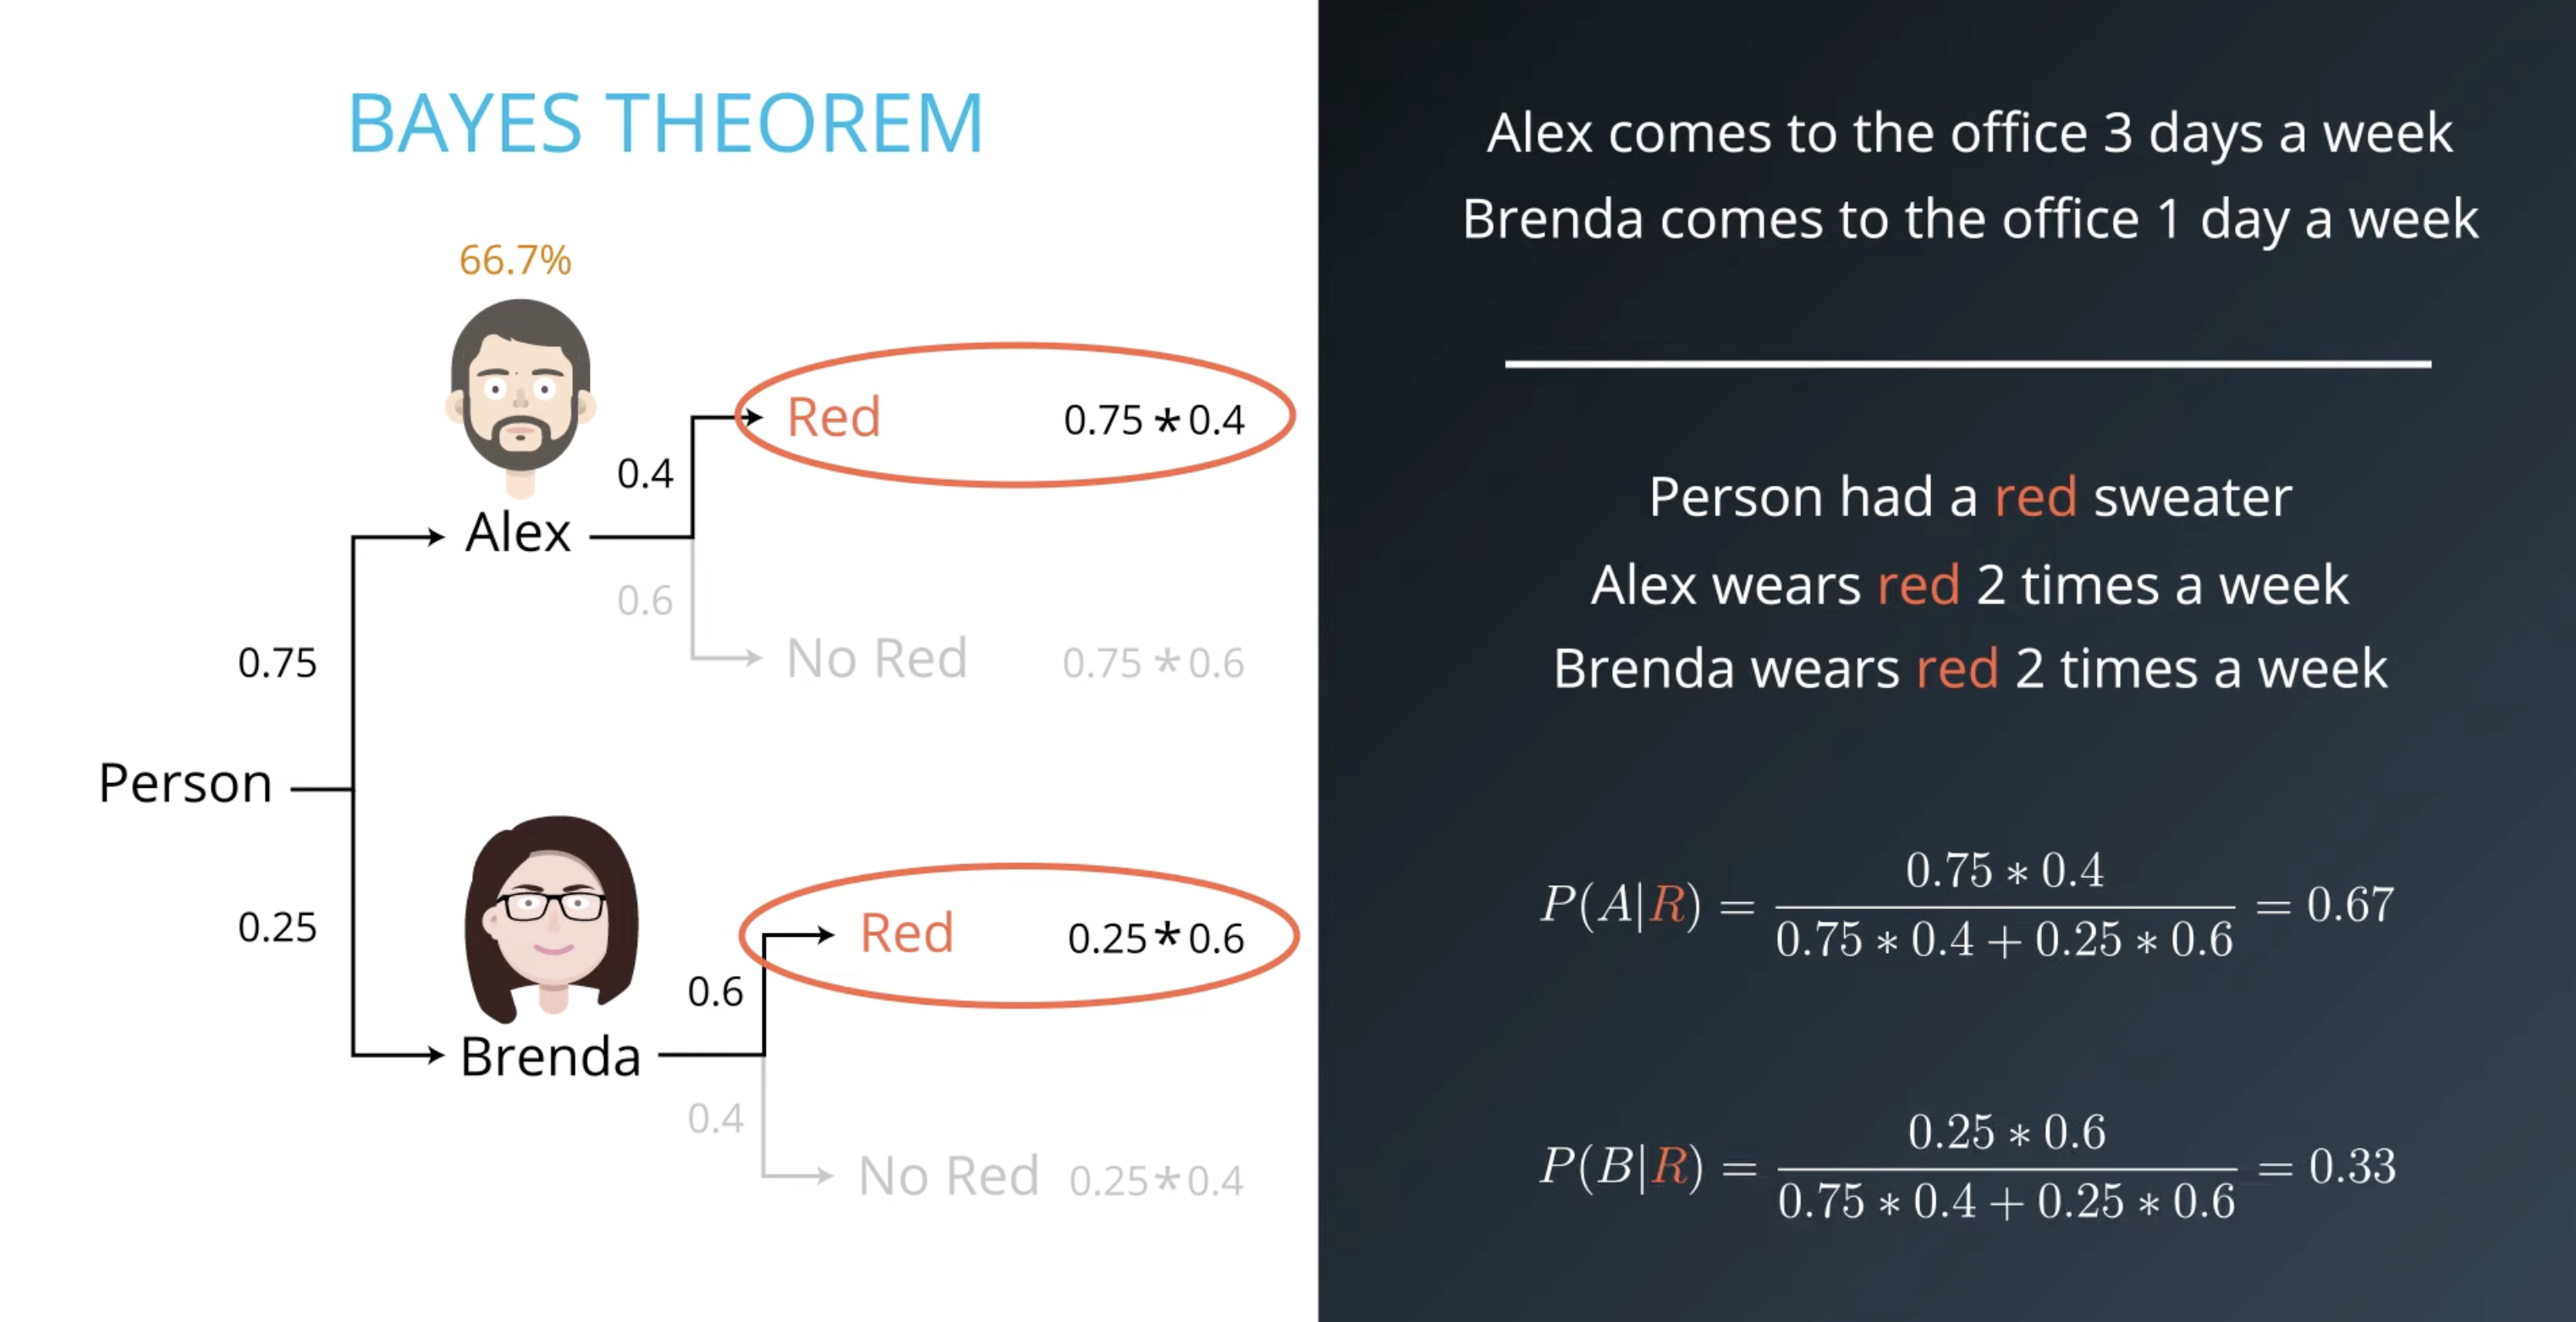 BAYES THEOREM
66.7%
Red 0.75 * 0.4
0.4
Alex
0.6
No Red 0.75 * 0.6
0.75
Person
0.25
Red 0.25 * 0.6
0.6
Brenda
0.4
No Red 0.25 * 0.4
Alex comes to the office 3 days a week
Brenda comes to the office 1 day a week
Person had a red sweater
Alex wears red 2 times a week
Brenda wears red 2 times a week
P(A|R) = 0.75 * 0.4 / 0.75 * 0.4 + 0.25 * 0.6 = 0.67
P(B|R) = 0.25 * 0.6 / 0.75 * 0.4 + 0.25 * 0.6 = 0.33